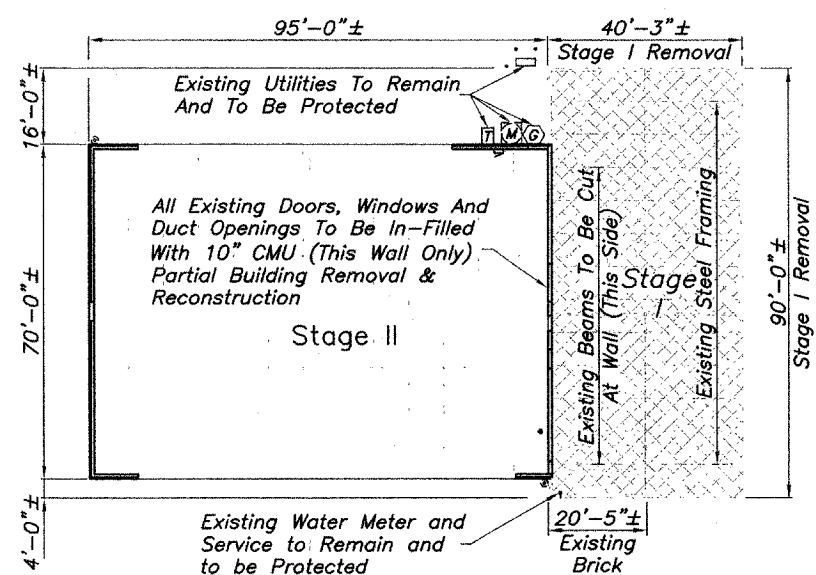 95'-0"±
40'-3"±
Stage I Removal
16'-0"±
Existing Utilities To Remain
And To Be Protected
T M G
All Existing Doors, Windows And
Duct Openings To Be In-Filled
With 10" CMU (This Wall Only)
Partial Building Removal &
Reconstruction
Stage II
70'-0"±
Existing Beams To Be Cut
At Wall (This Side)
Stage
I
Existing Steel Framing
90'-0"±
Stage I Removal
4'-0"±
Existing Water Meter and
Service to Remain and
to be Protected
20'-5"±
Existing
Brick